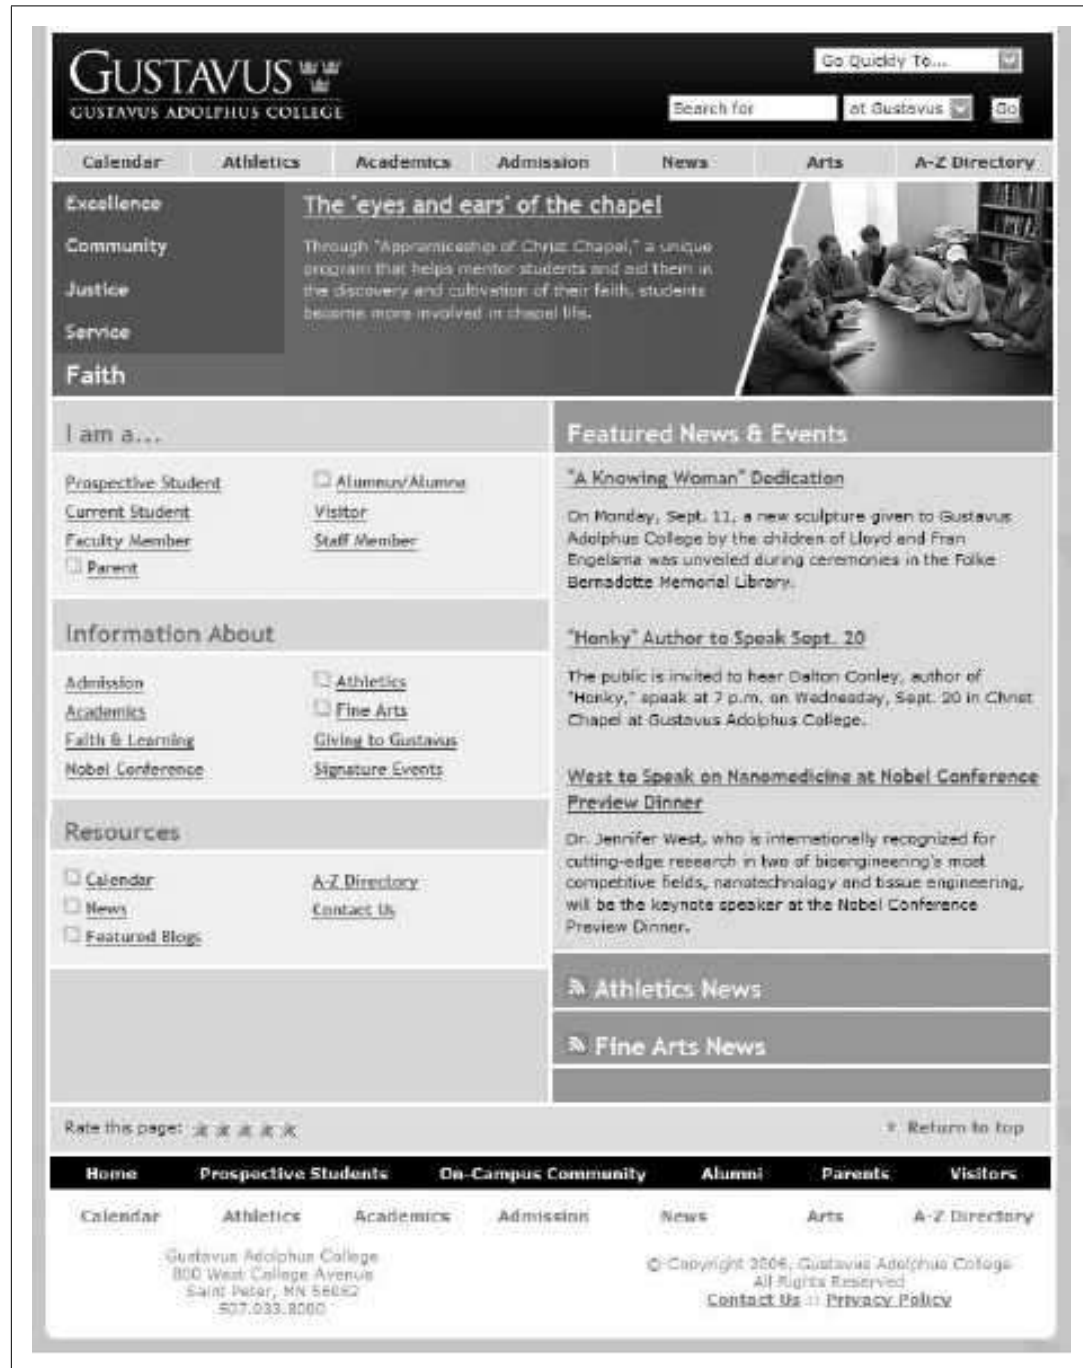 GUSTAVUS
GUSTAVUS ADOLPHUS COLLEGE
Go Quickly To...
Search for
at Gustavus
Go
Calendar Athletics Academics Admission News Arts A-Z Directory
Excellence
Community
Justice
Service
Faith
The 'eyes and ears' of the chapel
Through "Apprenticeship of Christ Chapel," a unique
program that helps mentor students and aid them in
the discovery and cultivation of their faith, students
become more involved in chapel life.
I am a...
Prospective Student Alumnus/Alumna
Current Student Visitor
Faculty Member Staff Member
Parent
Information About
Admission Athletics
Academics Fine Arts
Faith & Learning Giving to Gustavus
Nobel Conference Signature Events
Resources
Calendar A-Z Directory
News Contact Us
Featured Blogs
Featured News & Events
"A Knowing Woman" Dedication
On Monday, Sept. 11, a new sculpture given to Gustavus
Adolphus College by the children of Lloyd and Fran
Engelsma was unveiled during ceremonies in the Folke
Bernadotte Memorial Library.
"Honky" Author to Speak Sept. 20
The public is invited to hear Dalton Conley, author of
"Honky," speak at 7 p.m. on Wednesday, Sept. 20 in Christ
Chapel at Gustavus Adolphus College.
West to Speak on Nanomedicine at Nobel Conference
Preview Dinner
Dr. Jennifer West, who is internationally recognized for
cutting-edge research in two of bioengineering's most
competitive fields, nanotechnology and tissue engineering,
will be the keynote speaker at the Nobel Conference
Preview Dinner.
Athletics News
Fine Arts News
Rate this page:
Return to top
Home Prospective Students On-Campus Community Alumni Parents Visitors
Calendar Athletics Academics Admission News Arts A-Z Directory
Gustavus Adolphus College
800 West College Avenue
Saint Peter, MN 56082
507.933.8000
© Copyright 2006, Gustavus Adolphus College
All Rights Reserved
Contact Us :: Privacy Policy